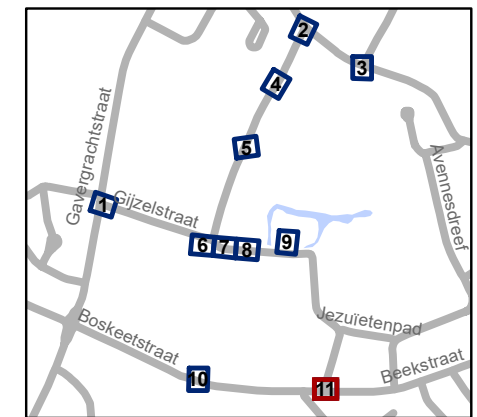 2
3
4
5
Gavergrachtstraat
Avennesdreef
1
Gijzelstraat
6 7 8
9
Jezuïetenpad
Boskeetstraat
10
Beekstraat
11